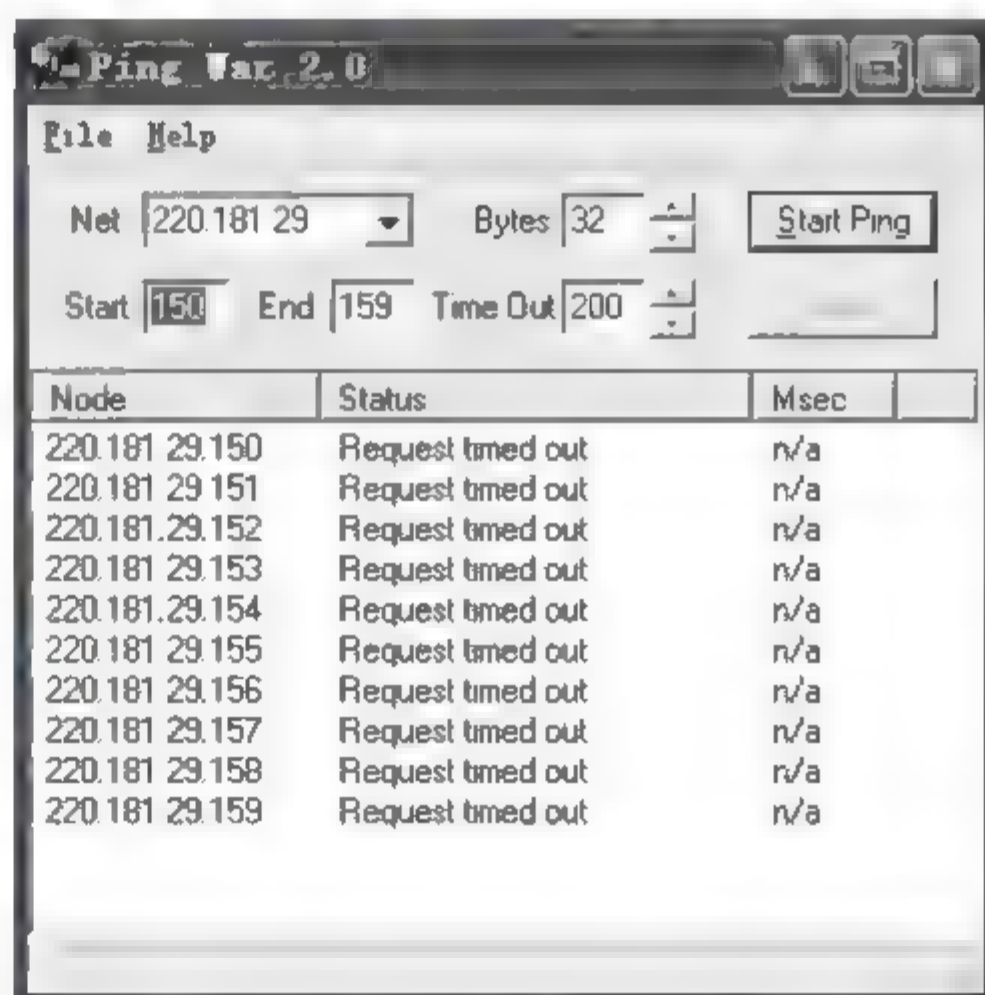 Ping War 2.0
File Help
Net 220.181.29 Bytes 32 Start Ping
Start 150 End 159 Time Out 200
Node Status Msec
220.181.29.150 Request timed out n/a
220.181.29.151 Request timed out n/a
220.181.29.152 Request timed out n/a
220.181.29.153 Request timed out n/a
220.181.29.154 Request timed out n/a
220.181.29.155 Request timed out n/a
220.181.29.156 Request timed out n/a
220.181.29.157 Request timed out n/a
220.181.29.158 Request timed out n/a
220.181.29.159 Request timed out n/a